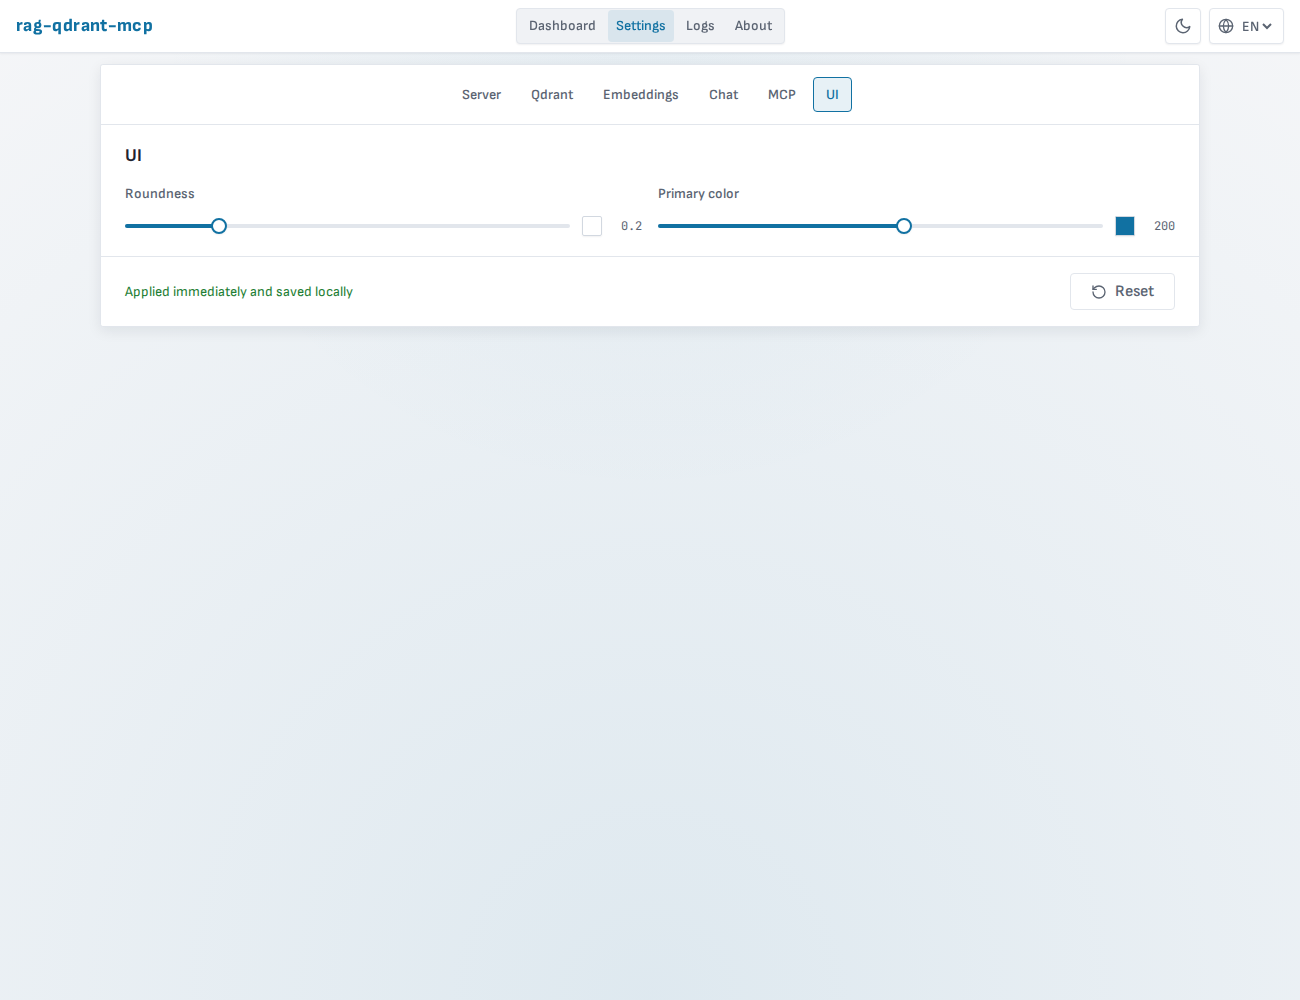 rag-qdrant-mcp
Dashboard Settings Logs About
EN
Server Qdrant Embeddings Chat MCP UI
UI
Roundness
0.2
Primary color
200
Applied immediately and saved locally
Reset